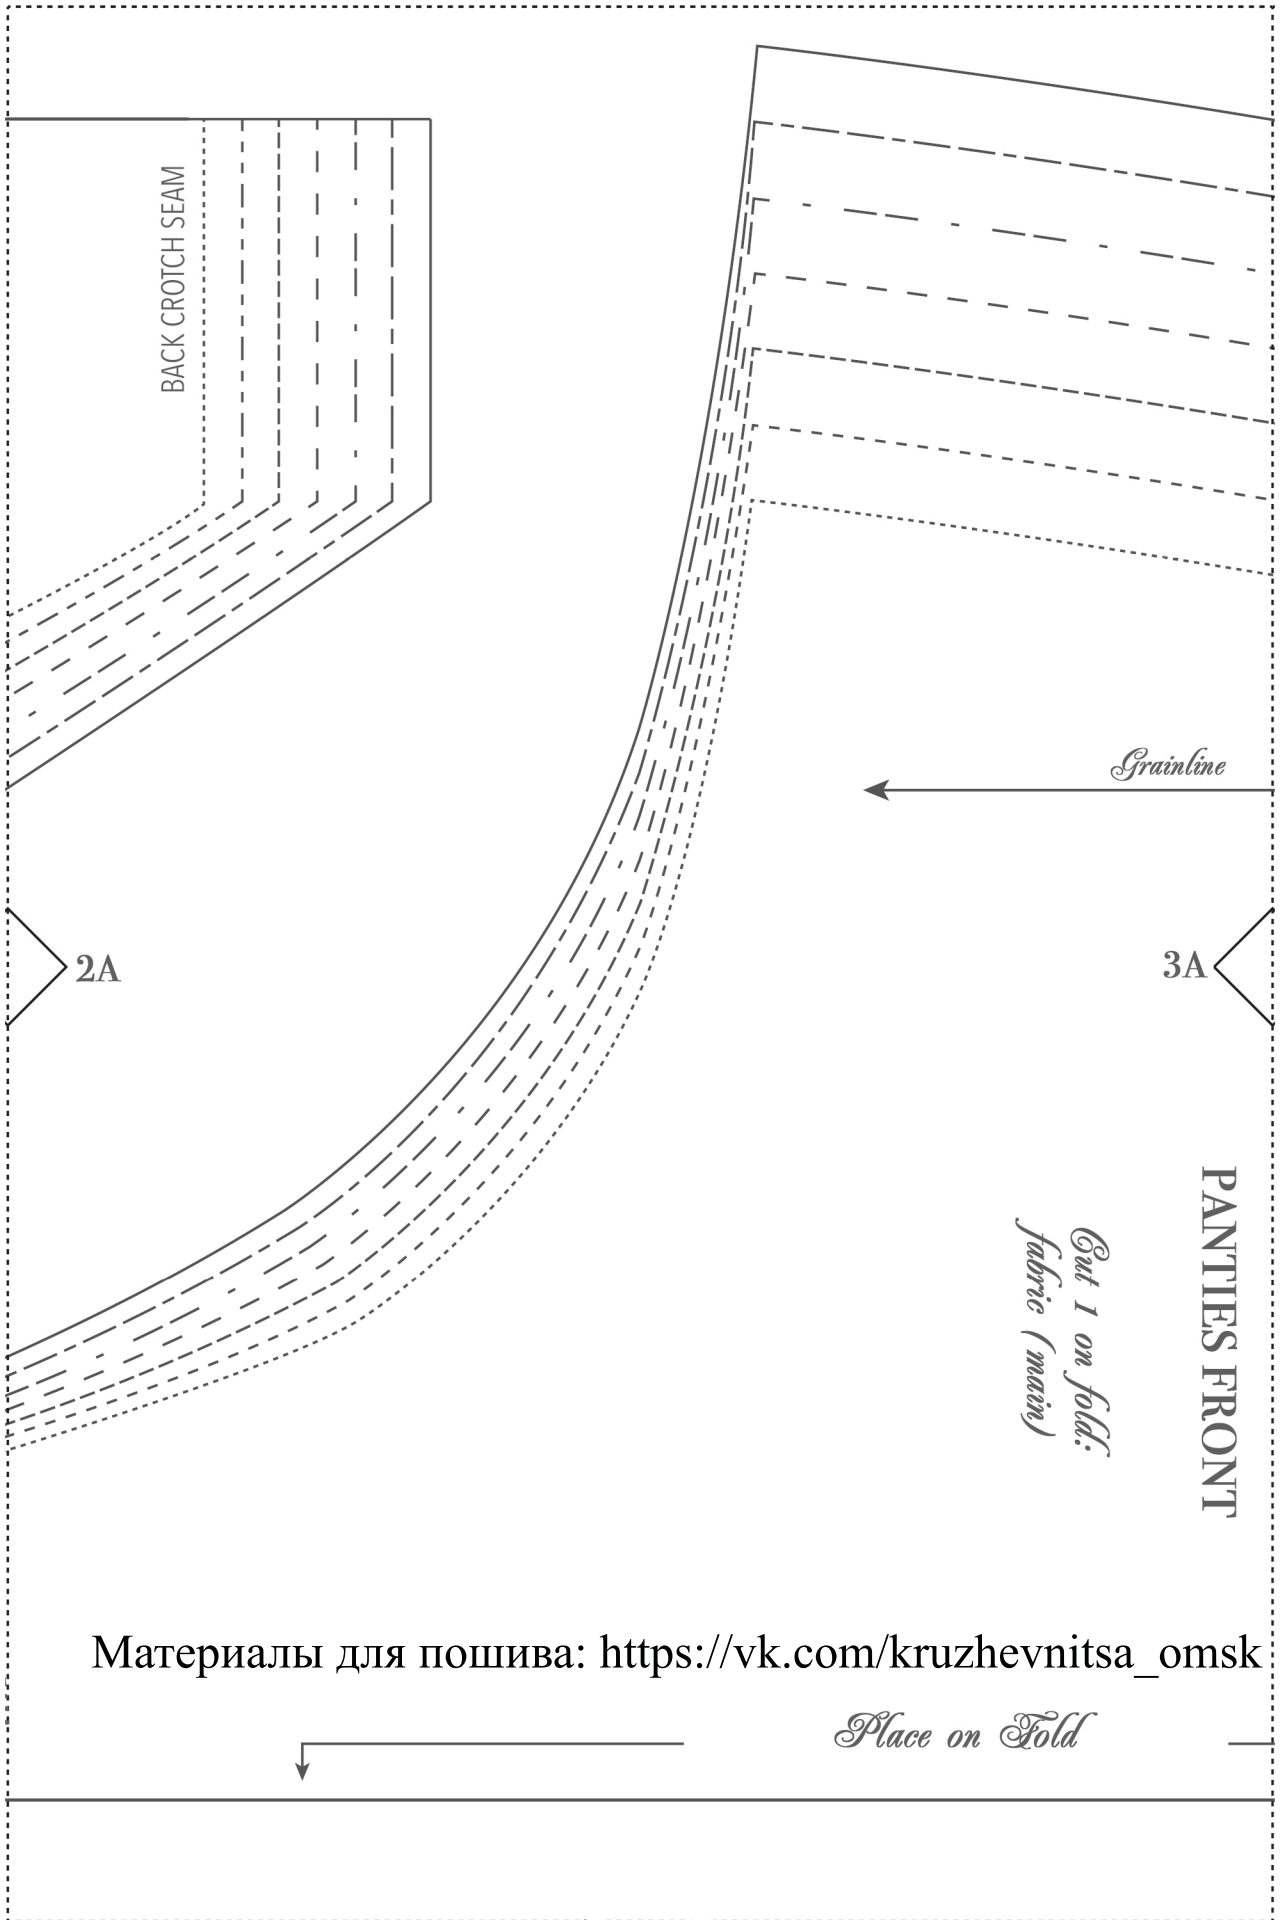 BACK CROTCH SEAM
Grainline
2A
3A
PANTIES FRONT
Cut 1 on fold:
fabric (main)
Материалы для пошива: https://vk.com/kruzhevnitsa_omsk
Place on Fold